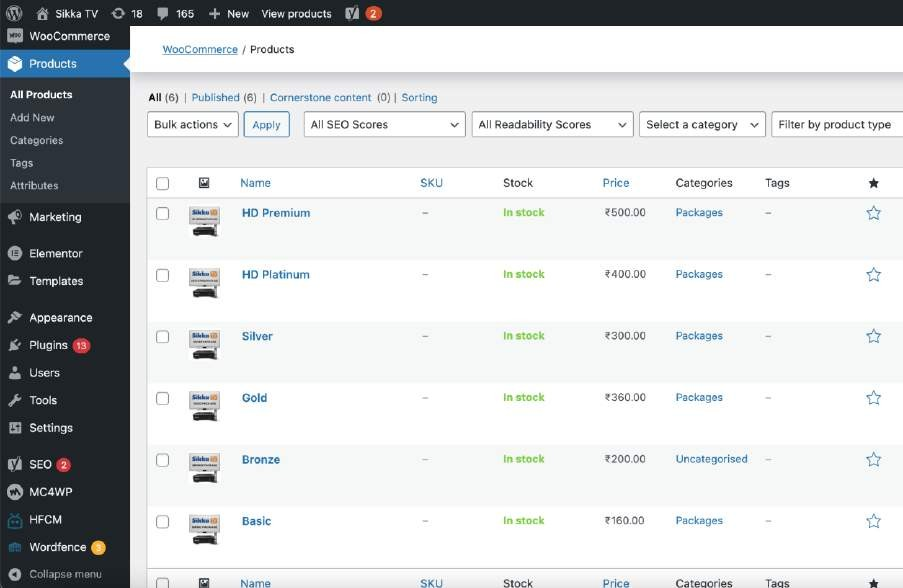 Sikka TV 18 165 New View products 2
WooCommerce
Products
All Products
Add New
Categories
Tags
Attributes
Marketing
Elementor
Templates
Appearance
Plugins 13
Users
Tools
Settings
SEO 2
MC4WP
HFCM
Wordfence 3
Collapse menu
WooCommerce / Products
All (6) | Published (6) | Cornerstone content (0) | Sorting
Bulk actions Apply All SEO Scores All Readability Scores Select a category Filter by product type
Name SKU Stock Price Categories Tags
HD Premium – In stock ₹500.00 Packages –
HD Platinum – In stock ₹400.00 Packages –
Silver – In stock ₹300.00 Packages –
Gold – In stock ₹360.00 Packages –
Bronze – In stock ₹200.00 Uncategorised –
Basic – In stock ₹160.00 Packages –
Name SKU Stock Price Categories Tags